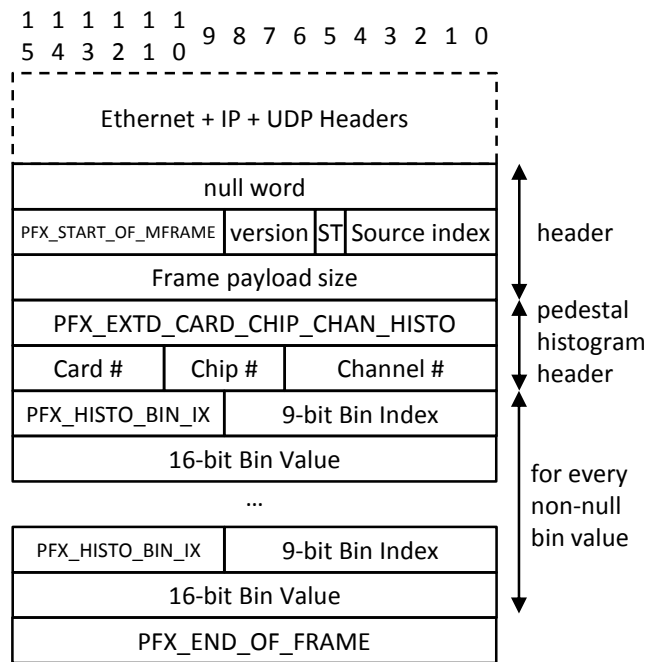 1 1 1 1 1 1
5 4 3 2 1 0 9 8 7 6 5 4 3 2 1 0
Ethernet + IP + UDP Headers
null word
PFX_START_OF_MFRAME version ST Source index
header
Frame payload size
PFX_EXTD_CARD_CHIP_CHAN_HISTO
Card # Chip # Channel #
pedestal
histogram
header
PFX_HISTO_BIN_IX 9-bit Bin Index
16-bit Bin Value
...
for every
non-null
bin value
PFX_HISTO_BIN_IX 9-bit Bin Index
16-bit Bin Value
PFX_END_OF_FRAME